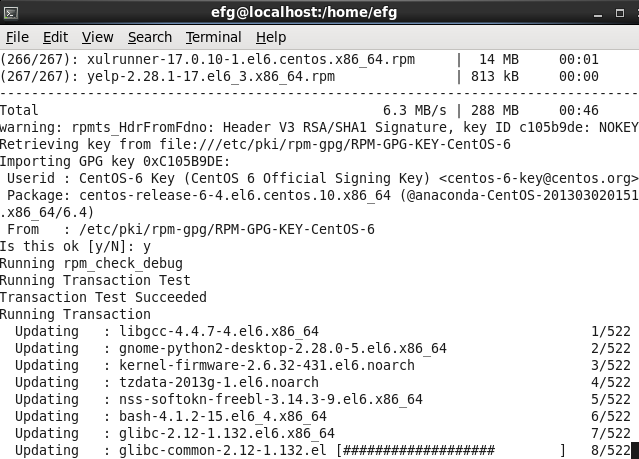 efg@localhost:/home/efg
File Edit View Search Terminal Help
(266/267): xulrunner-17.0.10-1.el6.centos.x86_64.rpm | 14 MB 00:01
(267/267): yelp-2.28.1-17.el6_3.x86_64.rpm | 813 kB 00:00
--------------------------------------------------------------------------------
Total 6.3 MB/s | 288 MB 00:46
warning: rpmts_HdrFromFdno: Header V3 RSA/SHA1 Signature, key ID c105b9de: NOKEY
Retrieving key from file:///etc/pki/rpm-gpg/RPM-GPG-KEY-CentOS-6
Importing GPG key 0xC105B9DE:
 Userid : CentOS-6 Key (CentOS 6 Official Signing Key) <centos-6-key@centos.org>
 Package: centos-release-6-4.el6.centos.10.x86_64 (@anaconda-CentOS-201303020151
.x86_64/6.4)
 From   : /etc/pki/rpm-gpg/RPM-GPG-KEY-CentOS-6
Is this ok [y/N]: y
Running rpm_check_debug
Running Transaction Test
Transaction Test Succeeded
Running Transaction
  Updating   : libgcc-4.4.7-4.el6.x86_64 1/522
  Updating   : gnome-python2-desktop-2.28.0-5.el6.x86_64 2/522
  Updating   : kernel-firmware-2.6.32-431.el6.noarch 3/522
  Updating   : tzdata-2013g-1.el6.noarch 4/522
  Updating   : nss-softokn-freebl-3.14.3-9.el6.x86_64 5/522
  Updating   : bash-4.1.2-15.el6_4.x86_64 6/522
  Updating   : glibc-2.12-1.132.el6.x86_64 7/522
  Updating   : glibc-common-2.12-1.132.el [################### ] 8/522